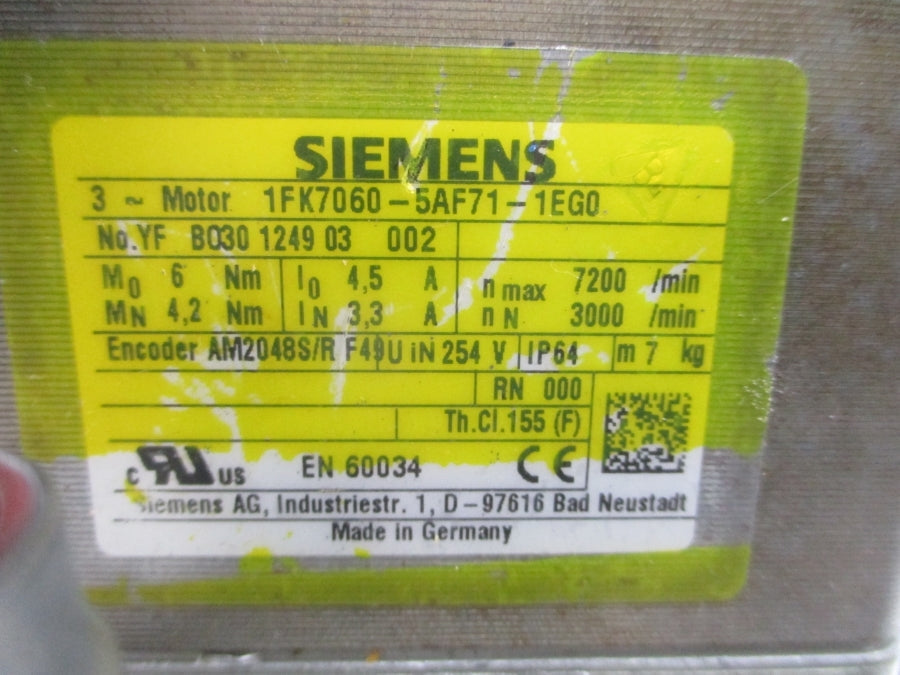 SIEMENS
3 ~ Motor 1FK7060-5AF71-1EG0
No.YF B030 1249 03 002
M0 6 Nm I0 4,5 A n max 7200 /min
MN 4,2 Nm IN 3,3 A n N 3000 /min
Encoder AM2048S/R U iN 254 V IP64 m 7 kg
RN 000
Th.Cl.155 (F)
c RU US EN 60034 CE
Siemens AG, Industriestr. 1, D-97616 Bad Neustadt
Made in Germany